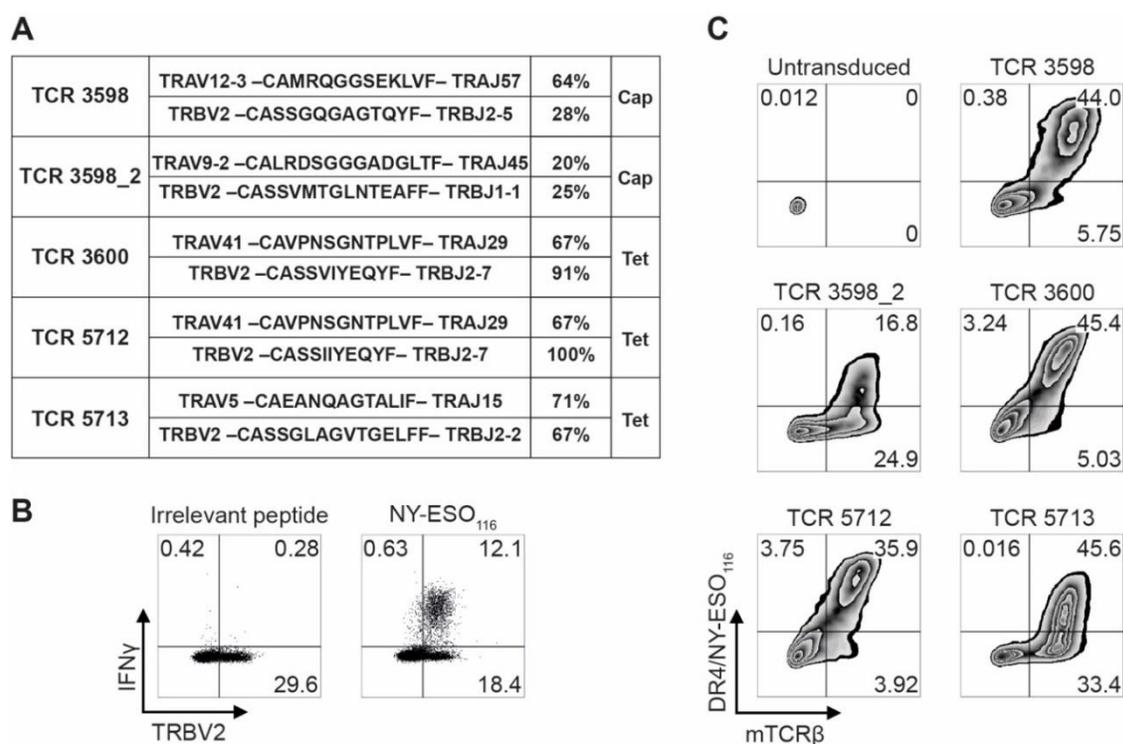 A
TCR 3598
TRAV12-3 –CAMRQGGSEKLVF– TRAJ57
64%
TRBV2 –CASSGQGAGTQYF– TRBJ2-5
28%
Cap
TCR 3598_2
TRAV9-2 –CALRDSGGGADGLTF– TRAJ45
20%
TRBV2 –CASSVMTGLNTEAFF– TRBJ1-1
25%
Cap
TCR 3600
TRAV41 –CAVPNSGNTPLVF– TRAJ29
67%
TRBV2 –CASSVIYEQYF– TRBJ2-7
91%
Tet
TCR 5712
TRAV41 –CAVPNSGNTPLVF– TRAJ29
67%
TRBV2 –CASSIIYEQYF– TRBJ2-7
100%
Tet
TCR 5713
TRAV5 –CAEANQAGTALIF– TRAJ15
71%
TRBV2 –CASSGLAGVTGELFF– TRBJ2-2
67%
Tet
B
Irrelevant peptide
0.42 0.28
29.6
NY-ESO₁₁₆
0.63 12.1
18.4
IFNγ
TRBV2
C
Untransduced
0.012 0
0
TCR 3598
0.38 44.0
5.75
TCR 3598_2
0.16 16.8
24.9
TCR 3600
3.24 45.4
5.03
TCR 5712
3.75 35.9
3.92
TCR 5713
0.016 45.6
33.4
DR4/NY-ESO₁₁₆
mTCRβ